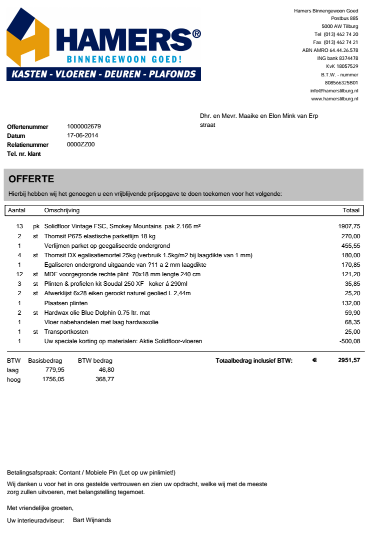 HAMERS
BINNENGEWOON GOED!
KASTEN - VLOEREN - DEUREN - PLAFONDS
Hamers Binnengewoon Goed
Postbus 885
5000 AW Tilburg
Tel (013) 462 74 20
Fax (013) 462 74 21
ABN AMRO 64.44.26.578
ING bank 8374478
KvK 18057529
B.T.W. - nummer
info@hamerstilburg.nl
www.hamerstilburg.nl
Dhr. en Mevr. Maaike en Elon Mink van Erp
straat
Offertenummer 1000002679
Datum 17-06-2014
Relatienummer 0000ZZ00
Tel. nr. klant
OFFERTE
Hierbij hebben wij het genoegen u een vrijblijvende prijsopgave te doen toekomen voor het volgende:
Aantal Omschrijving Totaal
13 pk Solidfloor Vintage FSC, Smokey Mountains. pak 2.166 m² 1907,75
2 st Thomsit P675 elastische parketlijm 18 kg 270,00
1 Verlijmen parket op geegaliseerde ondergrond 455,55
4 st Thomsit DX egalisatiemortel 25kg (verbruik 1.5kg/m2 bij laagdikte van 1 mm) 180,00
1 Egaliseren ondergrond uitgaande van ?11 a 2 mm laagdikte 170,85
12 st MDF voorgegronde rechte plint 70x18 mm lengte 240 cm 121,20
3 st Plinten & profielen kit Soudal 250 XF koker à 290ml 35,85
2 st Afwerklijst 6x28 eiken gerookt naturel geolied L 2,44m 25,20
1 Plaatsen plinten 132,00
2 st Hardwax olie Blue Dolphin 0.75 ltr. mat 59,90
1 Vloer nabehandelen met laag hardwaxolie 68,35
1 st Transportkosten 25,00
1 Uw speciale korting op materialen: Aktie Solidfloor-vloeren -500,08
BTW Basisbedrag BTW bedrag Totaalbedrag inclusief BTW: € 2951,57
laag 779,95 46,80
hoog 1756,05 368,77
Betalingsafspraak: Contant / Mobiele Pin (Let op uw pinlimiet!)
Wij danken u voor het in ons gestelde vertrouwen en zien uw opdracht, welke wij met de meeste
zorg zullen uitvoeren, met belangstelling tegemoet.
Met vriendelijke groeten,
Uw interieuradviseur: Bart Wijnands